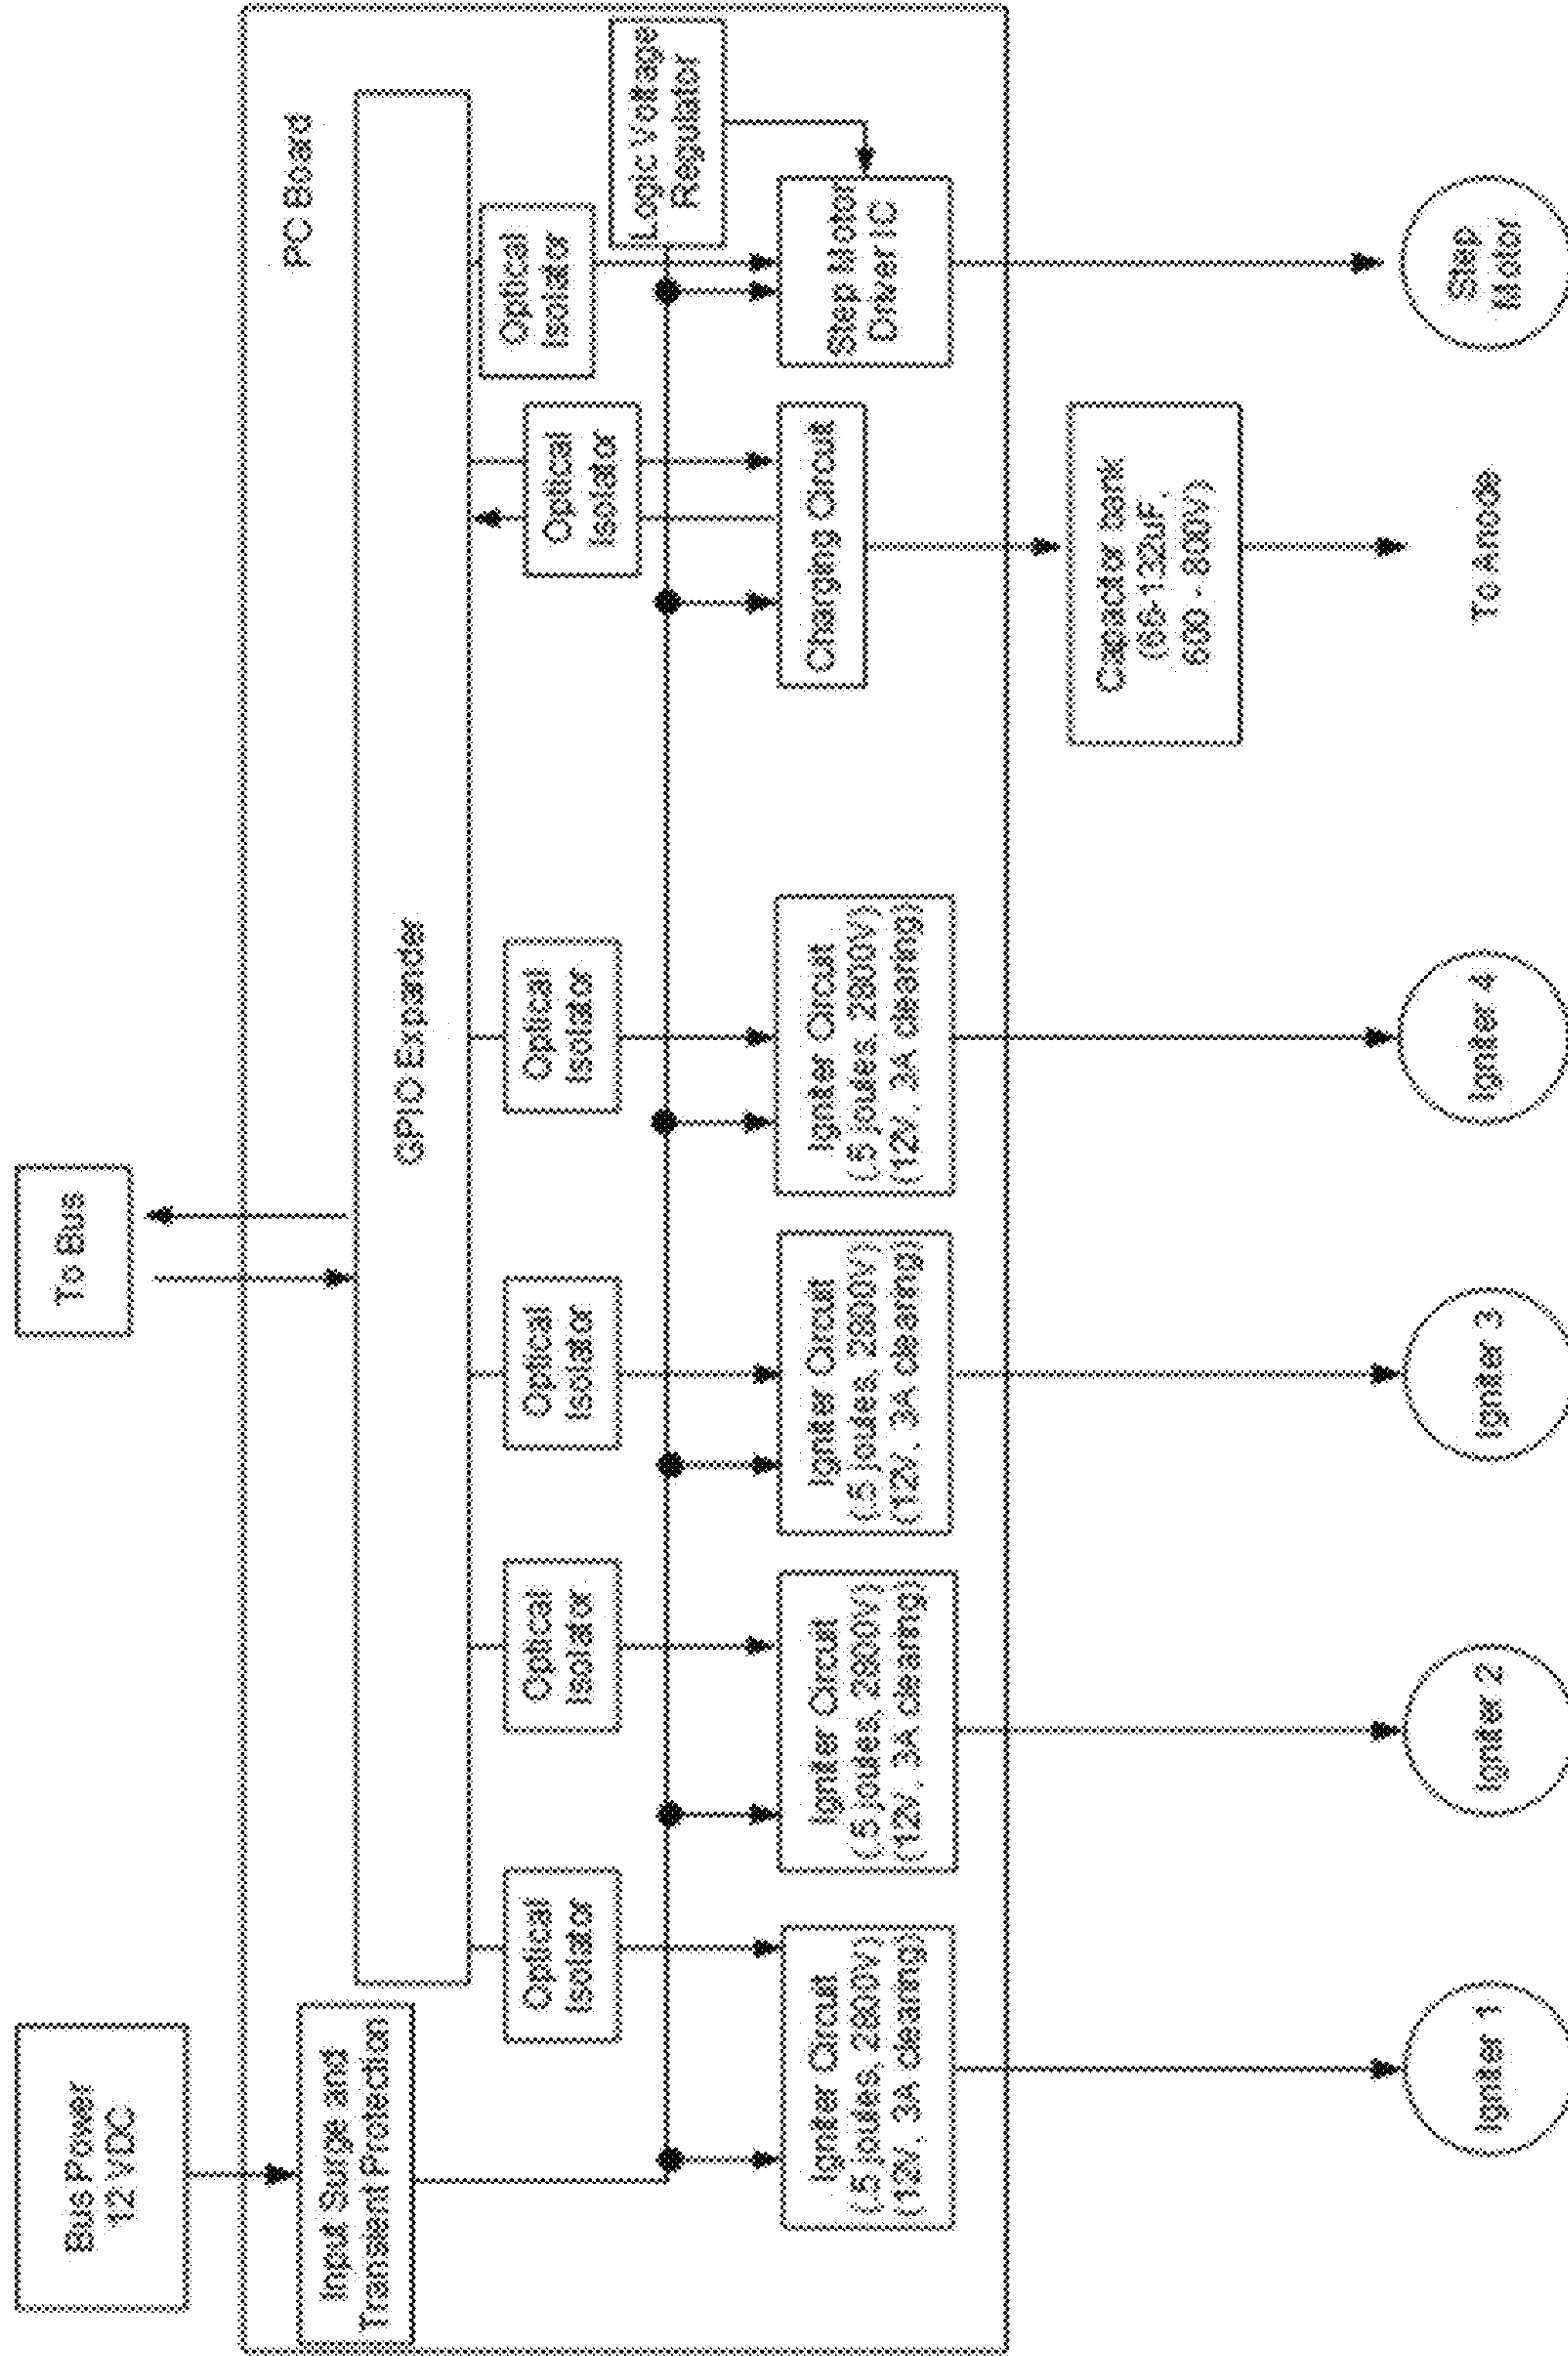 Bus Power
12 VDC
To Bus
PC Board
Input Surge and
Transient Protection
GPIO Expander
Optical
Isolator
Optical
Isolator
Optical
Isolator
Optical
Isolator
Optical
Isolator
Optical
Isolator
Logic Voltage
Regulator
Igniter Circuit
(.5 joules, 2800V)
(12V, 3A clearing)
Igniter Circuit
(.5 joules, 2800V)
(12V, 3A clearing)
Igniter Circuit
(.5 joules, 2800V)
(12V, 3A clearing)
Igniter Circuit
(.5 joules, 2800V)
(12V, 3A clearing)
Charging Circuit
Step Motor
Driver IC
Capacitor bank
(66-132uF,
600 - 800V)
Igniter 1
Igniter 2
Igniter 3
Igniter 4
To Anode
Step
Motor